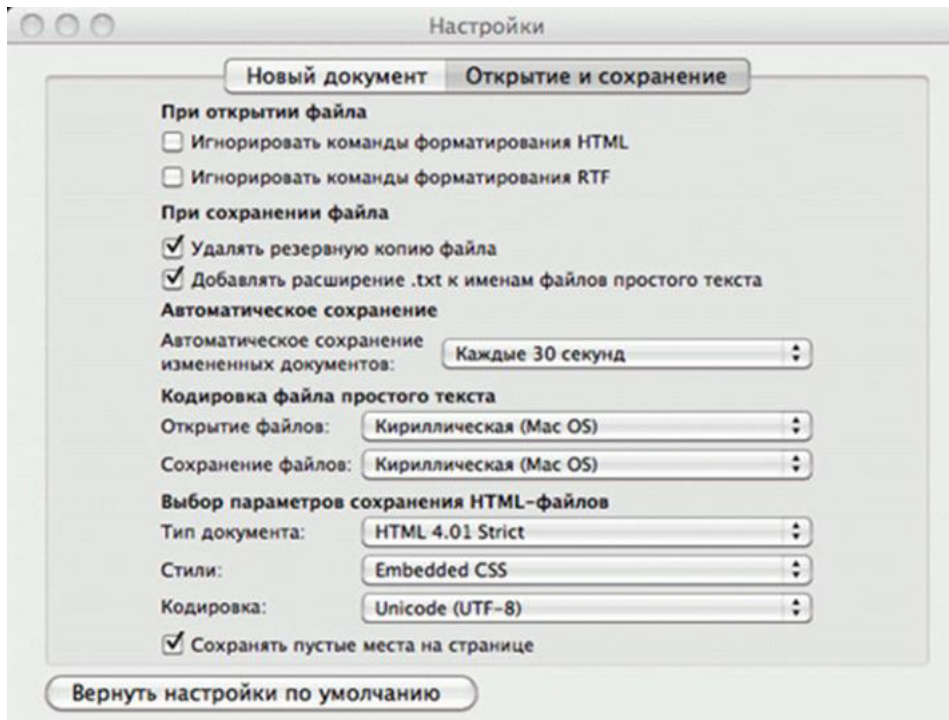 Настройки
Новый документ Открытие и сохранение
При открытии файла
Игнорировать команды форматирования HTML
Игнорировать команды форматирования RTF
При сохранении файла
Удалять резервную копию файла
Добавлять расширение .txt к именам файлов простого текста
Автоматическое сохранение
Автоматическое сохранение
измененных документов: Каждые 30 секунд
Кодировка файла простого текста
Открытие файлов: Кириллическая (Mac OS)
Сохранение файлов: Кириллическая (Mac OS)
Выбор параметров сохранения HTML-файлов
Тип документа: HTML 4.01 Strict
Стили: Embedded CSS
Кодировка: Unicode (UTF-8)
Сохранять пустые места на странице
Вернуть настройки по умолчанию